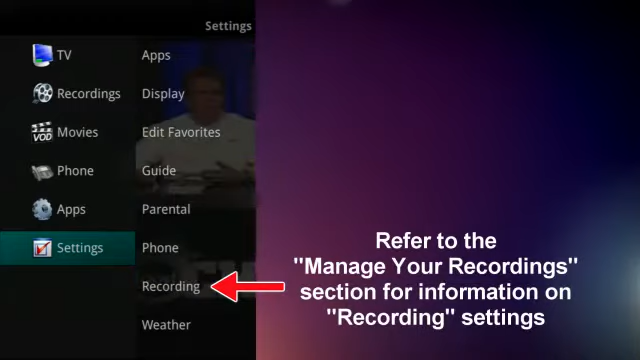 Settings
TV
Recordings
Movies
Phone
Apps
Settings
Apps
Display
Edit Favorites
Guide
Parental
Phone
Recording
Weather
Refer to the
"Manage Your Recordings"
section for information on
"Recording" settings